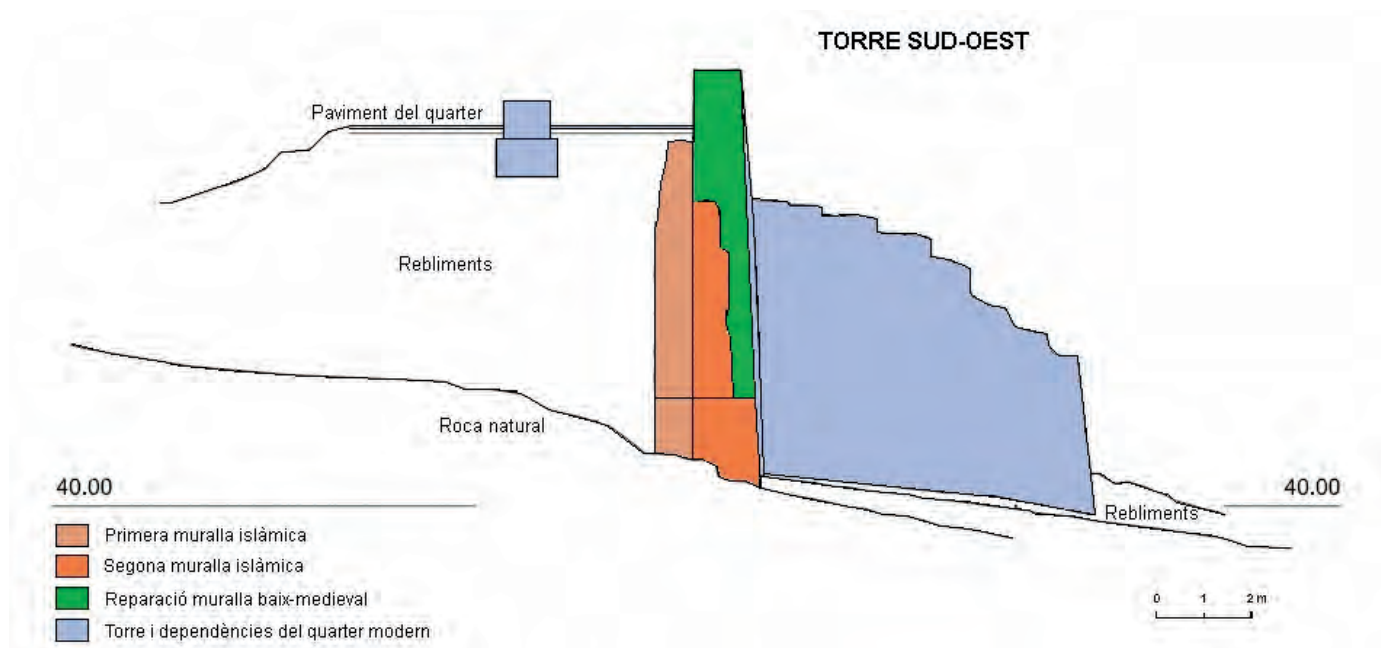 TORRE SUD-OEST
Paviment del quarter
Rebliments
Roca natural
40.00
40.00
Rebliments
Primera muralla islàmica
Segona muralla islàmica
Reparació muralla baix-medieval
Torre i dependències del quarter modern
0 1 2 m